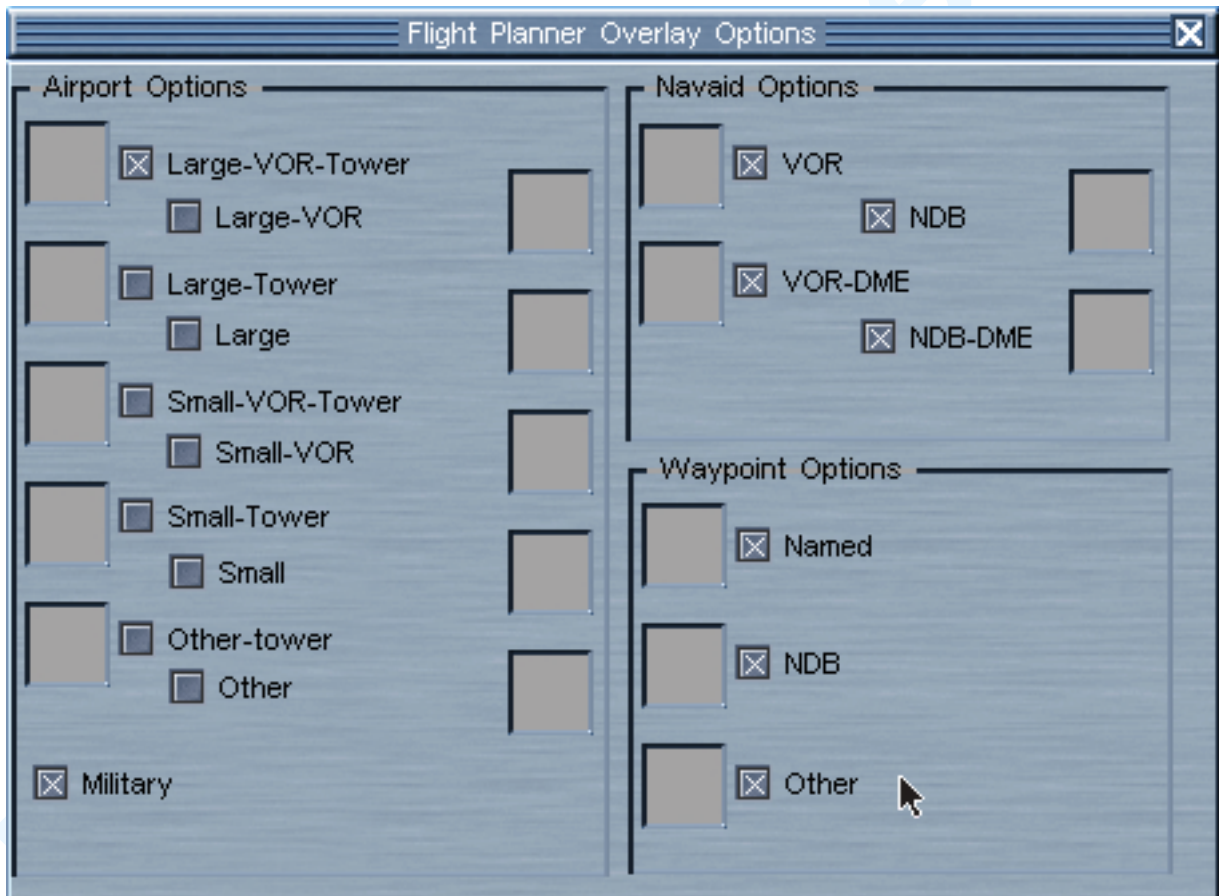 Flight Planner Overlay Options
Airport Options
Large-VOR-Tower
Large-VOR
Large-Tower
Large
Small-VOR-Tower
Small-VOR
Small-Tower
Small
Other-tower
Other
Military
Navaid Options
VOR
NDB
VOR-DME
NDB-DME
Waypoint Options
Named
NDB
Other